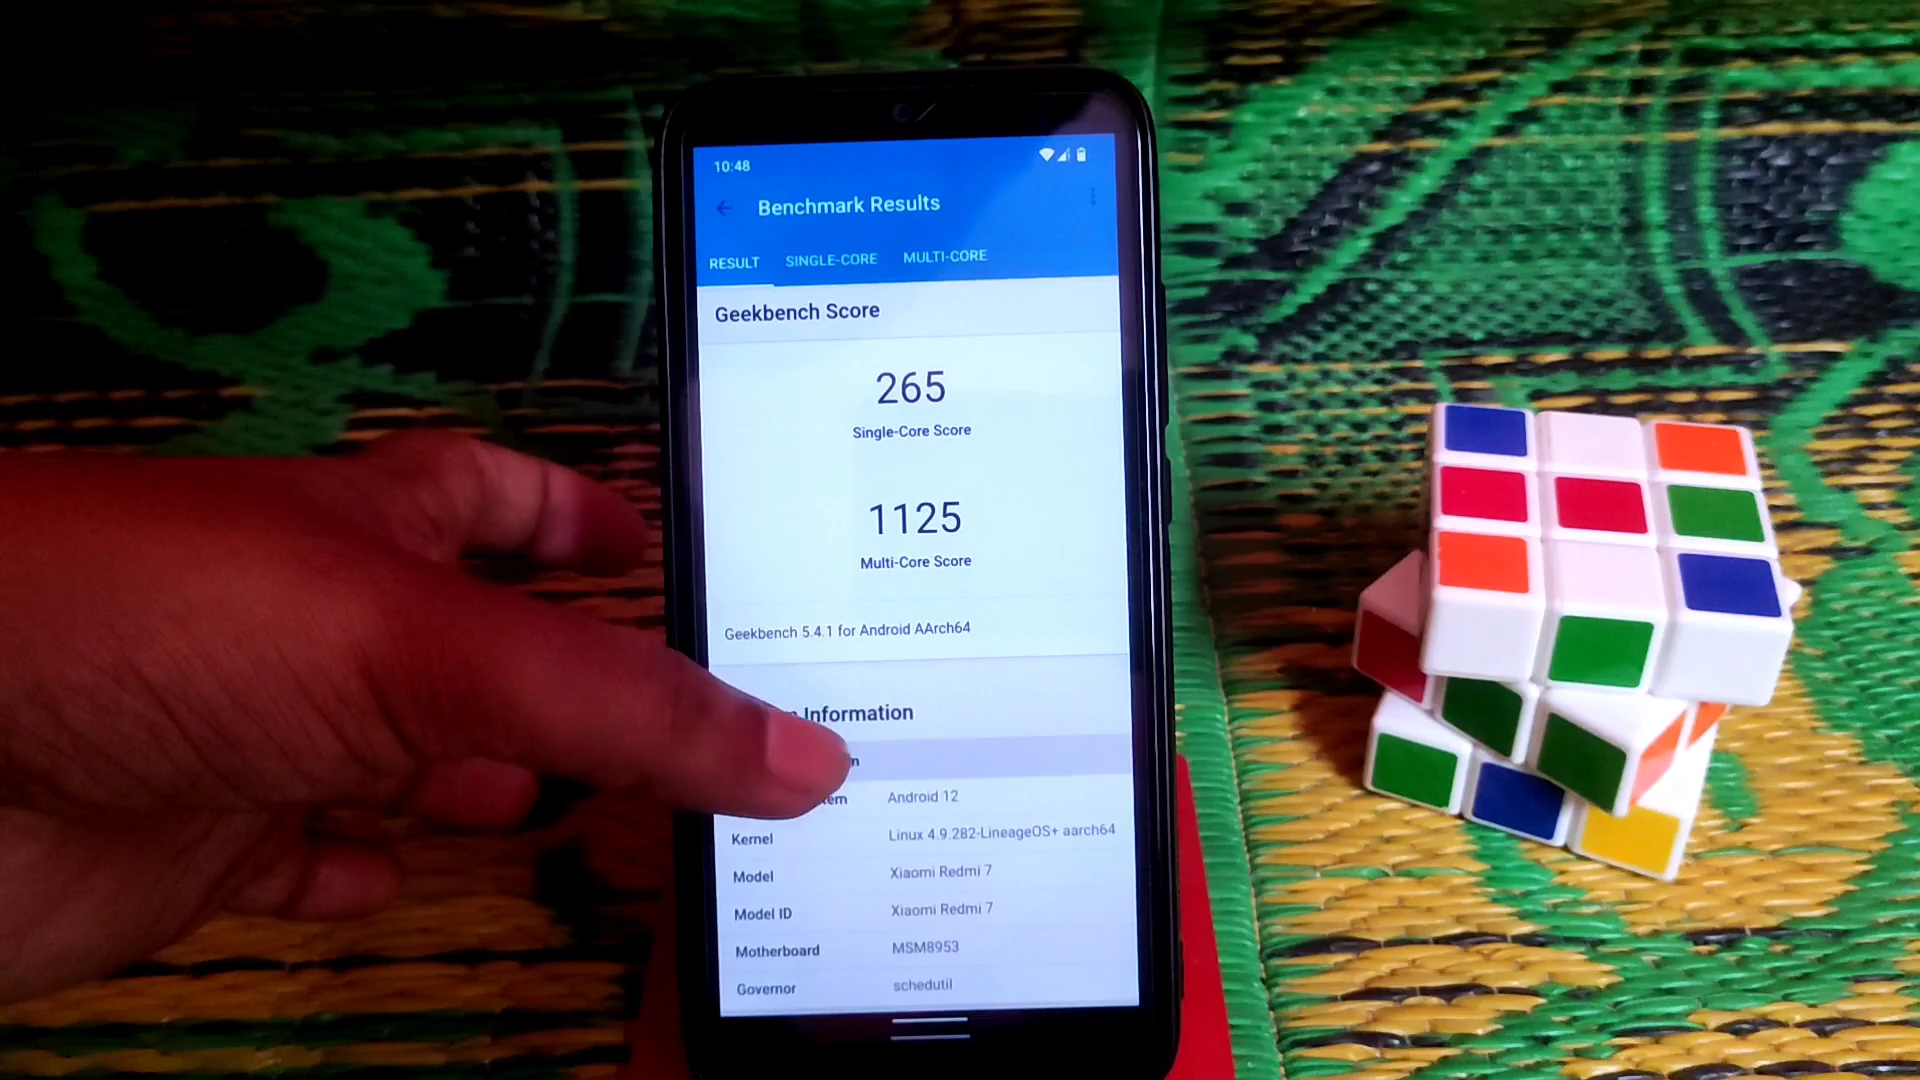 10:48
Benchmark Results
RESULT SINGLE-CORE MULTI-CORE
Geekbench Score
265
Single-Core Score
1125
Multi-Core Score
Geekbench 5.4.1 for Android AArch64
Information
Android 12
Kernel Linux 4.9.282-LineageOS+ aarch64
Model Xiaomi Redmi 7
Model ID Xiaomi Redmi 7
Motherboard MSM8953
Governor schedutil